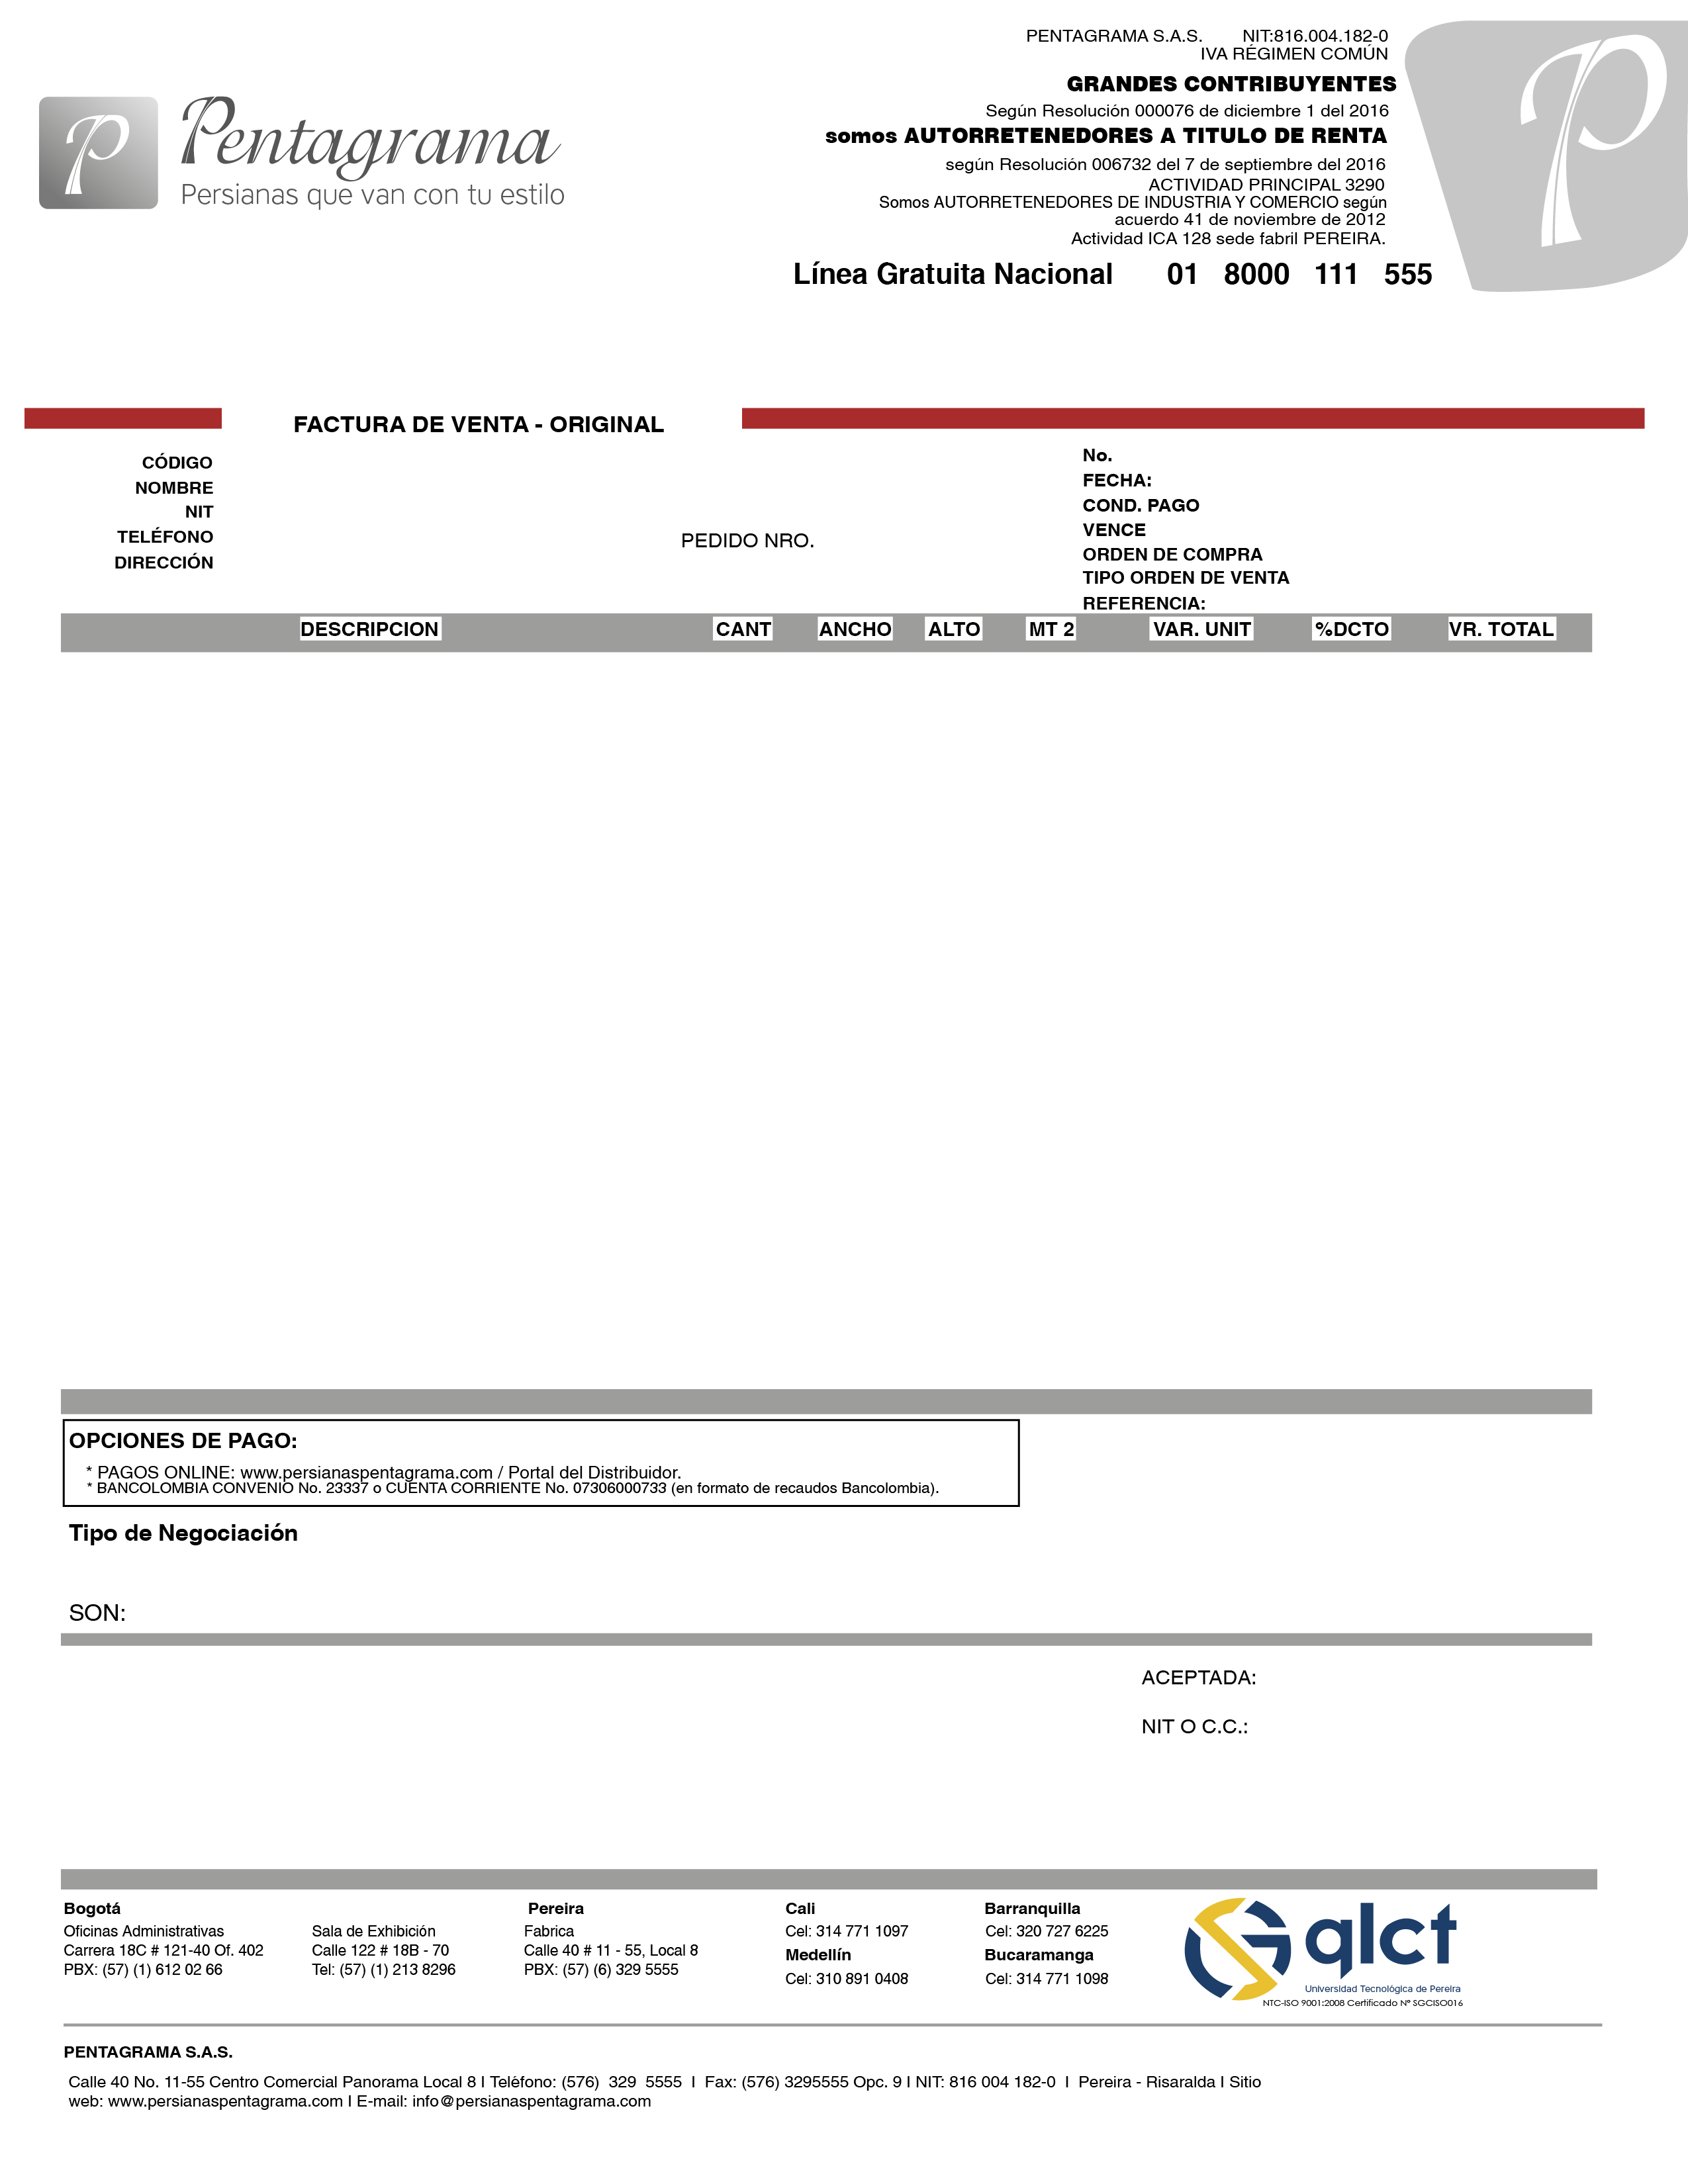 PENTAGRAMA S.A.S. NIT:816.004.182-0
IVA RÉGIMEN COMÚN
GRANDES CONTRIBUYENTES
Según Resolución 000076 de diciembre 1 del 2016
somos AUTORRETENEDORES A TITULO DE RENTA
según Resolución 006732 del 7 de septiembre del 2016
ACTIVIDAD PRINCIPAL 3290
Somos AUTORRETENEDORES DE INDUSTRIA Y COMERCIO según
acuerdo 41 de noviembre de 2012
Actividad ICA 128 sede fabril PEREIRA.
Línea Gratuita Nacional 01 8000 111 555
P
P
Pentagrama
Persianas que van con tu estilo
FACTURA DE VENTA - ORIGINAL
CÓDIGO
NOMBRE
NIT
TELÉFONO
DIRECCIÓN
PEDIDO NRO.
No.
FECHA:
COND. PAGO
VENCE
ORDEN DE COMPRA
TIPO ORDEN DE VENTA
REFERENCIA:
DESCRIPCION CANT ANCHO ALTO MT 2 VAR. UNIT %DCTO VR. TOTAL
OPCIONES DE PAGO:
* PAGOS ONLINE: www.persianaspentagrama.com / Portal del Distribuidor.
* BANCOLOMBIA CONVENIO No. 23337 o CUENTA CORRIENTE No. 07306000733 (en formato de recaudos Bancolombia).
Tipo de Negociación
SON:
ACEPTADA:
NIT O C.C.:
Bogotá
Oficinas Administrativas
Carrera 18C # 121-40 Of. 402
PBX: (57) (1) 612 02 66
Sala de Exhibición
Calle 122 # 18B - 70
Tel: (57) (1) 213 8296
Pereira
Fabrica
Calle 40 # 11 - 55, Local 8
PBX: (57) (6) 329 5555
Cali
Cel: 314 771 1097
Medellín
Cel: 310 891 0408
Barranquilla
Cel: 320 727 6225
Bucaramanga
Cel: 314 771 1098
qlct
Universidad Tecnológica de Pereira
NTC-ISO 9001:2008 Certificado Nº SGCISO016
PENTAGRAMA S.A.S.
Calle 40 No. 11-55 Centro Comercial Panorama Local 8 I Teléfono: (576) 329 5555 I Fax: (576) 3295555 Opc. 9 I NIT: 816 004 182-0 I Pereira - Risaralda I Sitio
web: www.persianaspentagrama.com I E-mail: info@persianaspentagrama.com